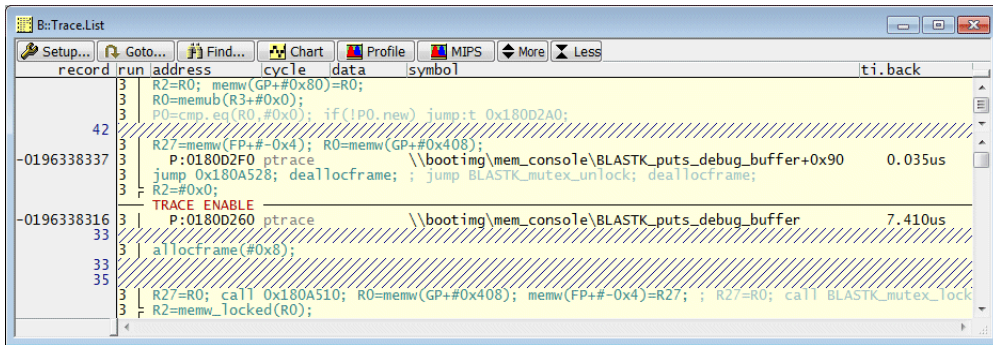 B::Trace.List
Setup... Goto... Find... Chart Profile MIPS More Less
record run address cycle data symbol ti.back
3 R2=R0; memw(GP+#0x80)=R0;
3 R0=memub(R3+#0x0);
3 P0=cmp.eq(R0,#0x0); if(!P0.new) jump:t 0x180D2A0;
42
3 R27=memw(FP+#-0x4); R0=memw(GP+#0x408);
-0196338337 3 P:0180D2F0 ptrace \\bootimg\mem_console\BLASTK_puts_debug_buffer+0x90 0.035us
3 jump 0x180A528; deallocframe; ; jump BLASTK_mutex_unlock; deallocframe;
3 R2=#0x0;
TRACE ENABLE
-0196338316 3 P:0180D260 ptrace \\bootimg\mem_console\BLASTK_puts_debug_buffer 7.410us
33
3 allocframe(#0x8);
33
35
3 R27=R0; call 0x180A510; R0=memw(GP+#0x408); memw(FP+#-0x4)=R27; ; R27=R0; call BLASTK_mutex_lock
3 R2=memw_locked(R0);